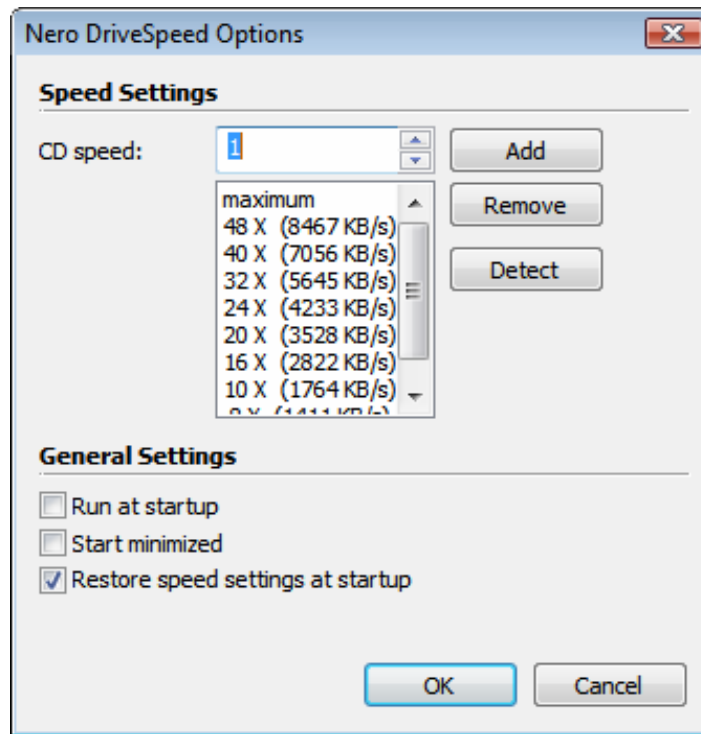 Nero DriveSpeed Options
Speed Settings
CD speed: 1 Add
maximum
Remove
48 X (8467 KB/s)
40 X (7056 KB/s)
Detect
32 X (5645 KB/s)
24 X (4233 KB/s)
20 X (3528 KB/s)
16 X (2822 KB/s)
10 X (1764 KB/s)
General Settings
Run at startup
Start minimized
Restore speed settings at startup
OK Cancel